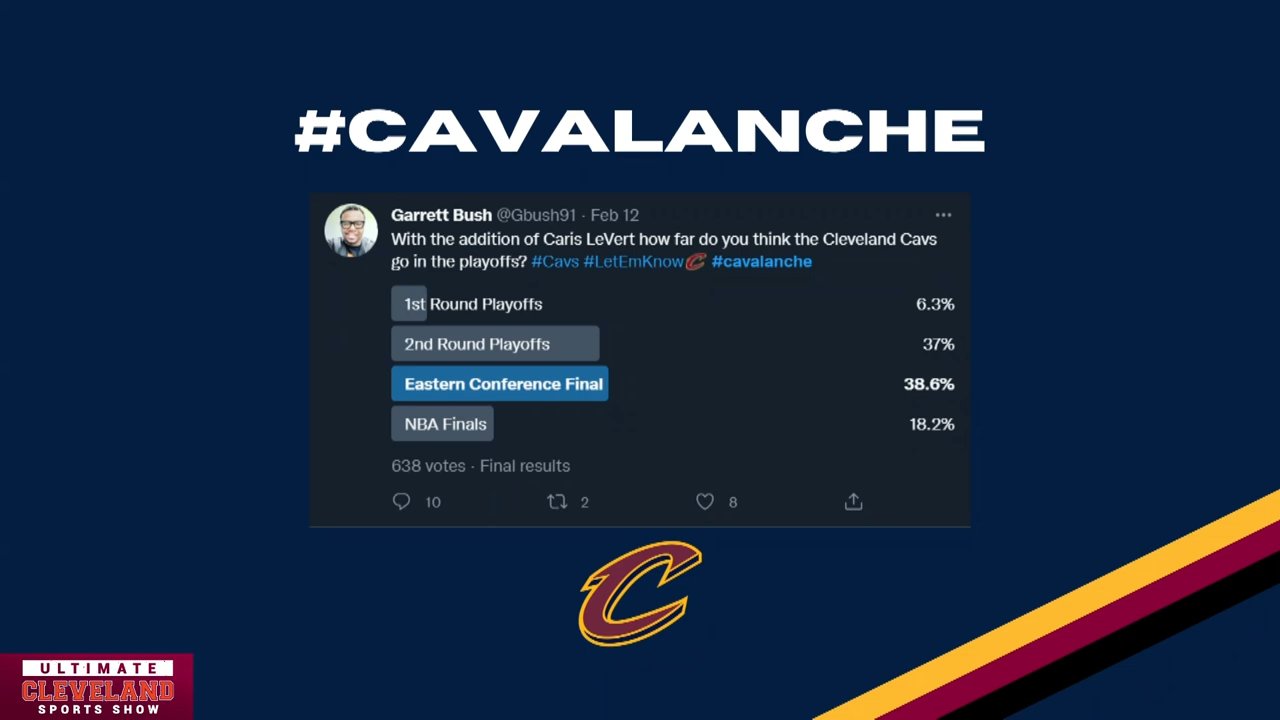 #CAVALANCHE
Garrett Bush @Gbush91 · Feb 12
With the addition of Caris LeVert how far do you think the Cleveland Cavs
go in the playoffs? #Cavs #LetEmKnow #cavalanche
1st Round Playoffs 6.3%
2nd Round Playoffs 37%
Eastern Conference Final 38.6%
NBA Finals 18.2%
638 votes · Final results
10 2 8
C
ULTIMATE
CLEVELAND
SPORTS SHOW